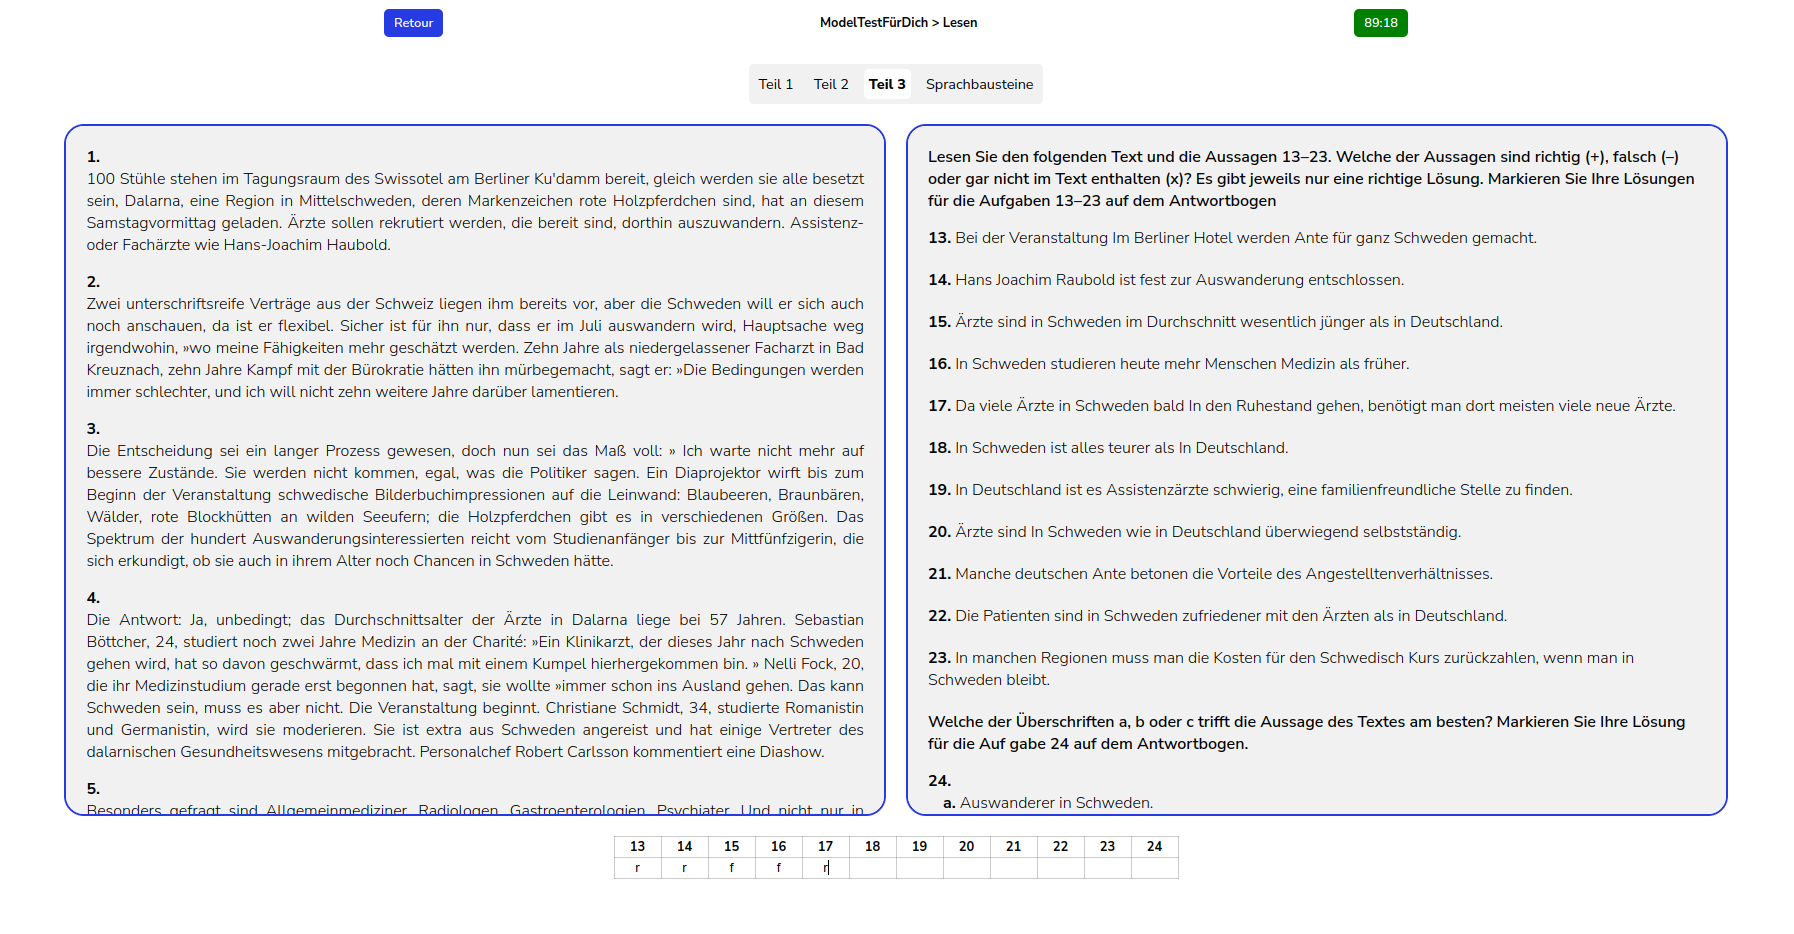 Retour
ModelTestFürDich > Lesen
89:18
Teil 1 Teil 2 Teil 3 Sprachbausteine
1.
100 Stühle stehen im Tagungsraum des Swissotel am Berliner Ku'damm bereit, gleich werden sie alle besetzt
sein, Dalarna, eine Region in Mittelschweden, deren Markenzeichen rote Holzpferdchen sind, hat an diesem
Samstagvormittag geladen. Ärzte sollen rekrutiert werden, die bereit sind, dorthin auszuwandern. Assistenz-
oder Fachärzte wie Hans-Joachim Haubold.
2.
Zwei unterschriftsreife Verträge aus der Schweiz liegen ihm bereits vor, aber die Schweden will er sich auch
noch anschauen, da ist er flexibel. Sicher ist für ihn nur, dass er im Juli auswandern wird, Hauptsache weg
irgendwohin, »wo meine Fähigkeiten mehr geschätzt werden. Zehn Jahre als niedergelassener Facharzt in Bad
Kreuznach, zehn Jahre Kampf mit der Bürokratie hätten ihn mürbegemacht, sagt er: »Die Bedingungen werden
immer schlechter, und ich will nicht zehn weitere Jahre darüber lamentieren.
3.
Die Entscheidung sei ein langer Prozess gewesen, doch nun sei das Maß voll: » Ich warte nicht mehr auf
bessere Zustände. Sie werden nicht kommen, egal, was die Politiker sagen. Ein Diaprojektor wirft bis zum
Beginn der Veranstaltung schwedische Bilderbuchimpressionen auf die Leinwand: Blaubeeren, Braunbären,
Wälder, rote Blockhütten an wilden Seeufern; die Holzpferdchen gibt es in verschiedenen Größen. Das
Spektrum der hundert Auswanderungsinteressierten reicht vom Studienanfänger bis zur Mittfünfzigerin, die
sich erkundigt, ob sie auch in ihrem Alter noch Chancen in Schweden hätte.
4.
Die Antwort: Ja, unbedingt; das Durchschnittsalter der Ärzte in Dalarna liege bei 57 Jahren. Sebastian
Böttcher, 24, studiert noch zwei Jahre Medizin an der Charité: »Ein Klinikarzt, der dieses Jahr nach Schweden
gehen wird, hat so davon geschwärmt, dass ich mal mit einem Kumpel hierhergekommen bin. » Nelli Fock, 20,
die ihr Medizinstudium gerade erst begonnen hat, sagt, sie wollte »immer schon ins Ausland gehen. Das kann
Schweden sein, muss es aber nicht. Die Veranstaltung beginnt. Christiane Schmidt, 34, studierte Romanistin
und Germanistin, wird sie moderieren. Sie ist extra aus Schweden angereist und hat einige Vertreter des
dalarnischen Gesundheitswesens mitgebracht. Personalchef Robert Carlsson kommentiert eine Diashow.
5.
Besonders gefragt sind Allgemeinmediziner, Radiologen, Gastroenterologien, Psychiater. Und nicht nur in
Lesen Sie den folgenden Text und die Aussagen 13–23. Welche der Aussagen sind richtig (+), falsch (–)
oder gar nicht im Text enthalten (x)? Es gibt jeweils nur eine richtige Lösung. Markieren Sie Ihre Lösungen
für die Aufgaben 13–23 auf dem Antwortbogen
13. Bei der Veranstaltung Im Berliner Hotel werden Ante für ganz Schweden gemacht.
14. Hans Joachim Raubold ist fest zur Auswanderung entschlossen.
15. Ärzte sind in Schweden im Durchschnitt wesentlich jünger als in Deutschland.
16. In Schweden studieren heute mehr Menschen Medizin als früher.
17. Da viele Ärzte in Schweden bald In den Ruhestand gehen, benötigt man dort meisten viele neue Ärzte.
18. In Schweden ist alles teurer als In Deutschland.
19. In Deutschland ist es Assistenzärzte schwierig, eine familienfreundliche Stelle zu finden.
20. Ärzte sind In Schweden wie in Deutschland überwiegend selbstständig.
21. Manche deutschen Ante betonen die Vorteile des Angestelltenverhältnisses.
22. Die Patienten sind in Schweden zufriedener mit den Ärzten als in Deutschland.
23. In manchen Regionen muss man die Kosten für den Schwedisch Kurs zurückzahlen, wenn man in
Schweden bleibt.
Welche der Überschriften a, b oder c trifft die Aussage des Textes am besten? Markieren Sie Ihre Lösung
für die Auf gabe 24 auf dem Antwortbogen.
24.
a. Auswanderer in Schweden.
13 14 15 16 17 18 19 20 21 22 23 24
r r f f r